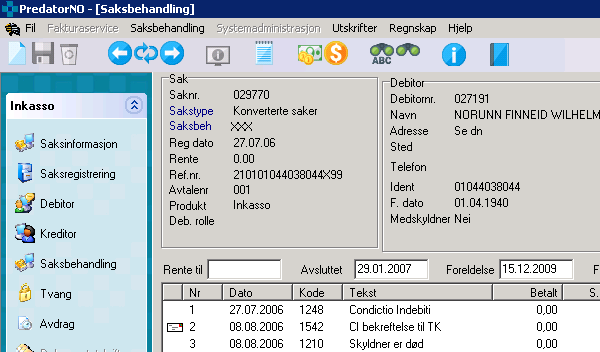 PredatorNO - [Saksbehandling]
Fil Fakturaservice Saksbehandling Systemadministrasjon Utskrifter Regnskap Hjelp
ABC
Inkasso
Saksinformasjon
Saksregistrering
Debitor
Kreditor
Saksbehandling
Tvang
Avdrag
Sak
Saknr. 029770
Sakstype Konverterte saker
Saksbeh XXX
Reg dato 27.07.06
Rente 0.00
Ref.nr. 210101044038044X99
Avtalenr 001
Produkt Inkasso
Deb. rolle
Debitor
Debitornr. 027191
Navn NORUNN FINNEID WILHELM
Adresse Se dn
Sted
Telefon
Ident 01044038044
F. dato 01.04.1940
Medskyldner Nei
Rente til Avsluttet 29.01.2007 Foreldelse 15.12.2009 F
Nr Dato Kode Tekst Betalt S.
1 27.07.2006 1248 Condictio Indebiti 0,00
2 08.08.2006 1542 CI bekreftelse til TK 0,00
3 08.08.2006 1210 Skyldner er død 0,00